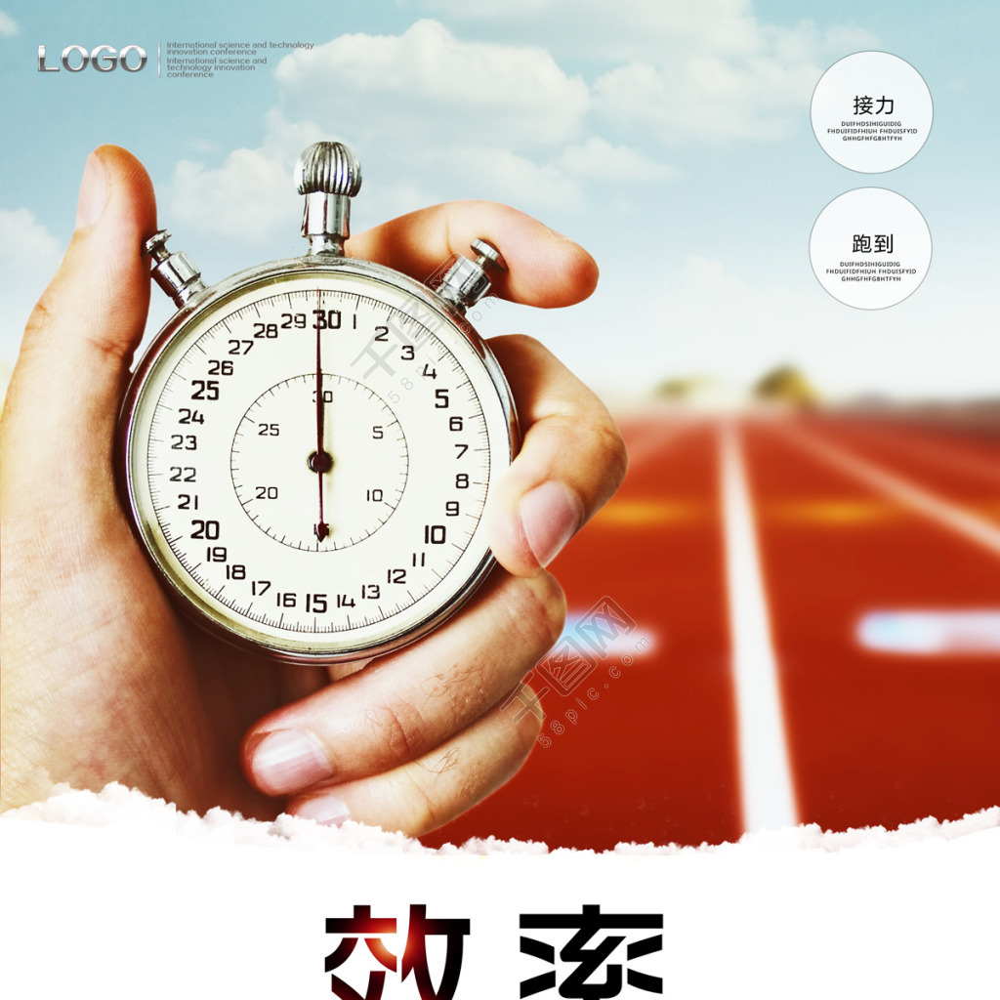 LOGO
International science and technology
innovation conference
International science and
technology innovation
conference
接力
DUIFHDSIHIGUIDIG
FHDUIFIDFHIUH FHDUISFYID
GHHGFHFGBHTFYH
跑到
DUIFHDSIHIGUIDIG
FHDUIFIDFHIUH FHDUISFYID
GHHGFHFGBHTFYH
30
1
2
3
4
5
6
7
8
9
10
11
12
13
14
15
16
17
18
19
20
21
22
23
24
25
26
27
28
29
30
5
10
20
25
千图网
58pic.com
千图网
58pic.com
效率